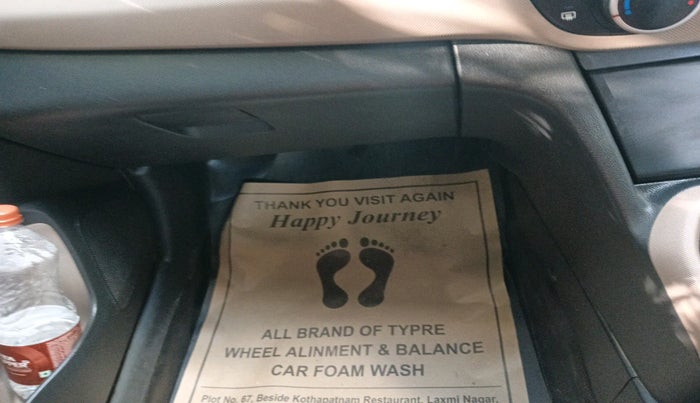 THANK YOU VISIT AGAIN
Happy Journey
ALL BRAND OF TYPRE
WHEEL ALINMENT & BALANCE
CAR FOAM WASH
Plot No. 67, Beside Kothapatnam Restaurant, Laxmi Nagar,